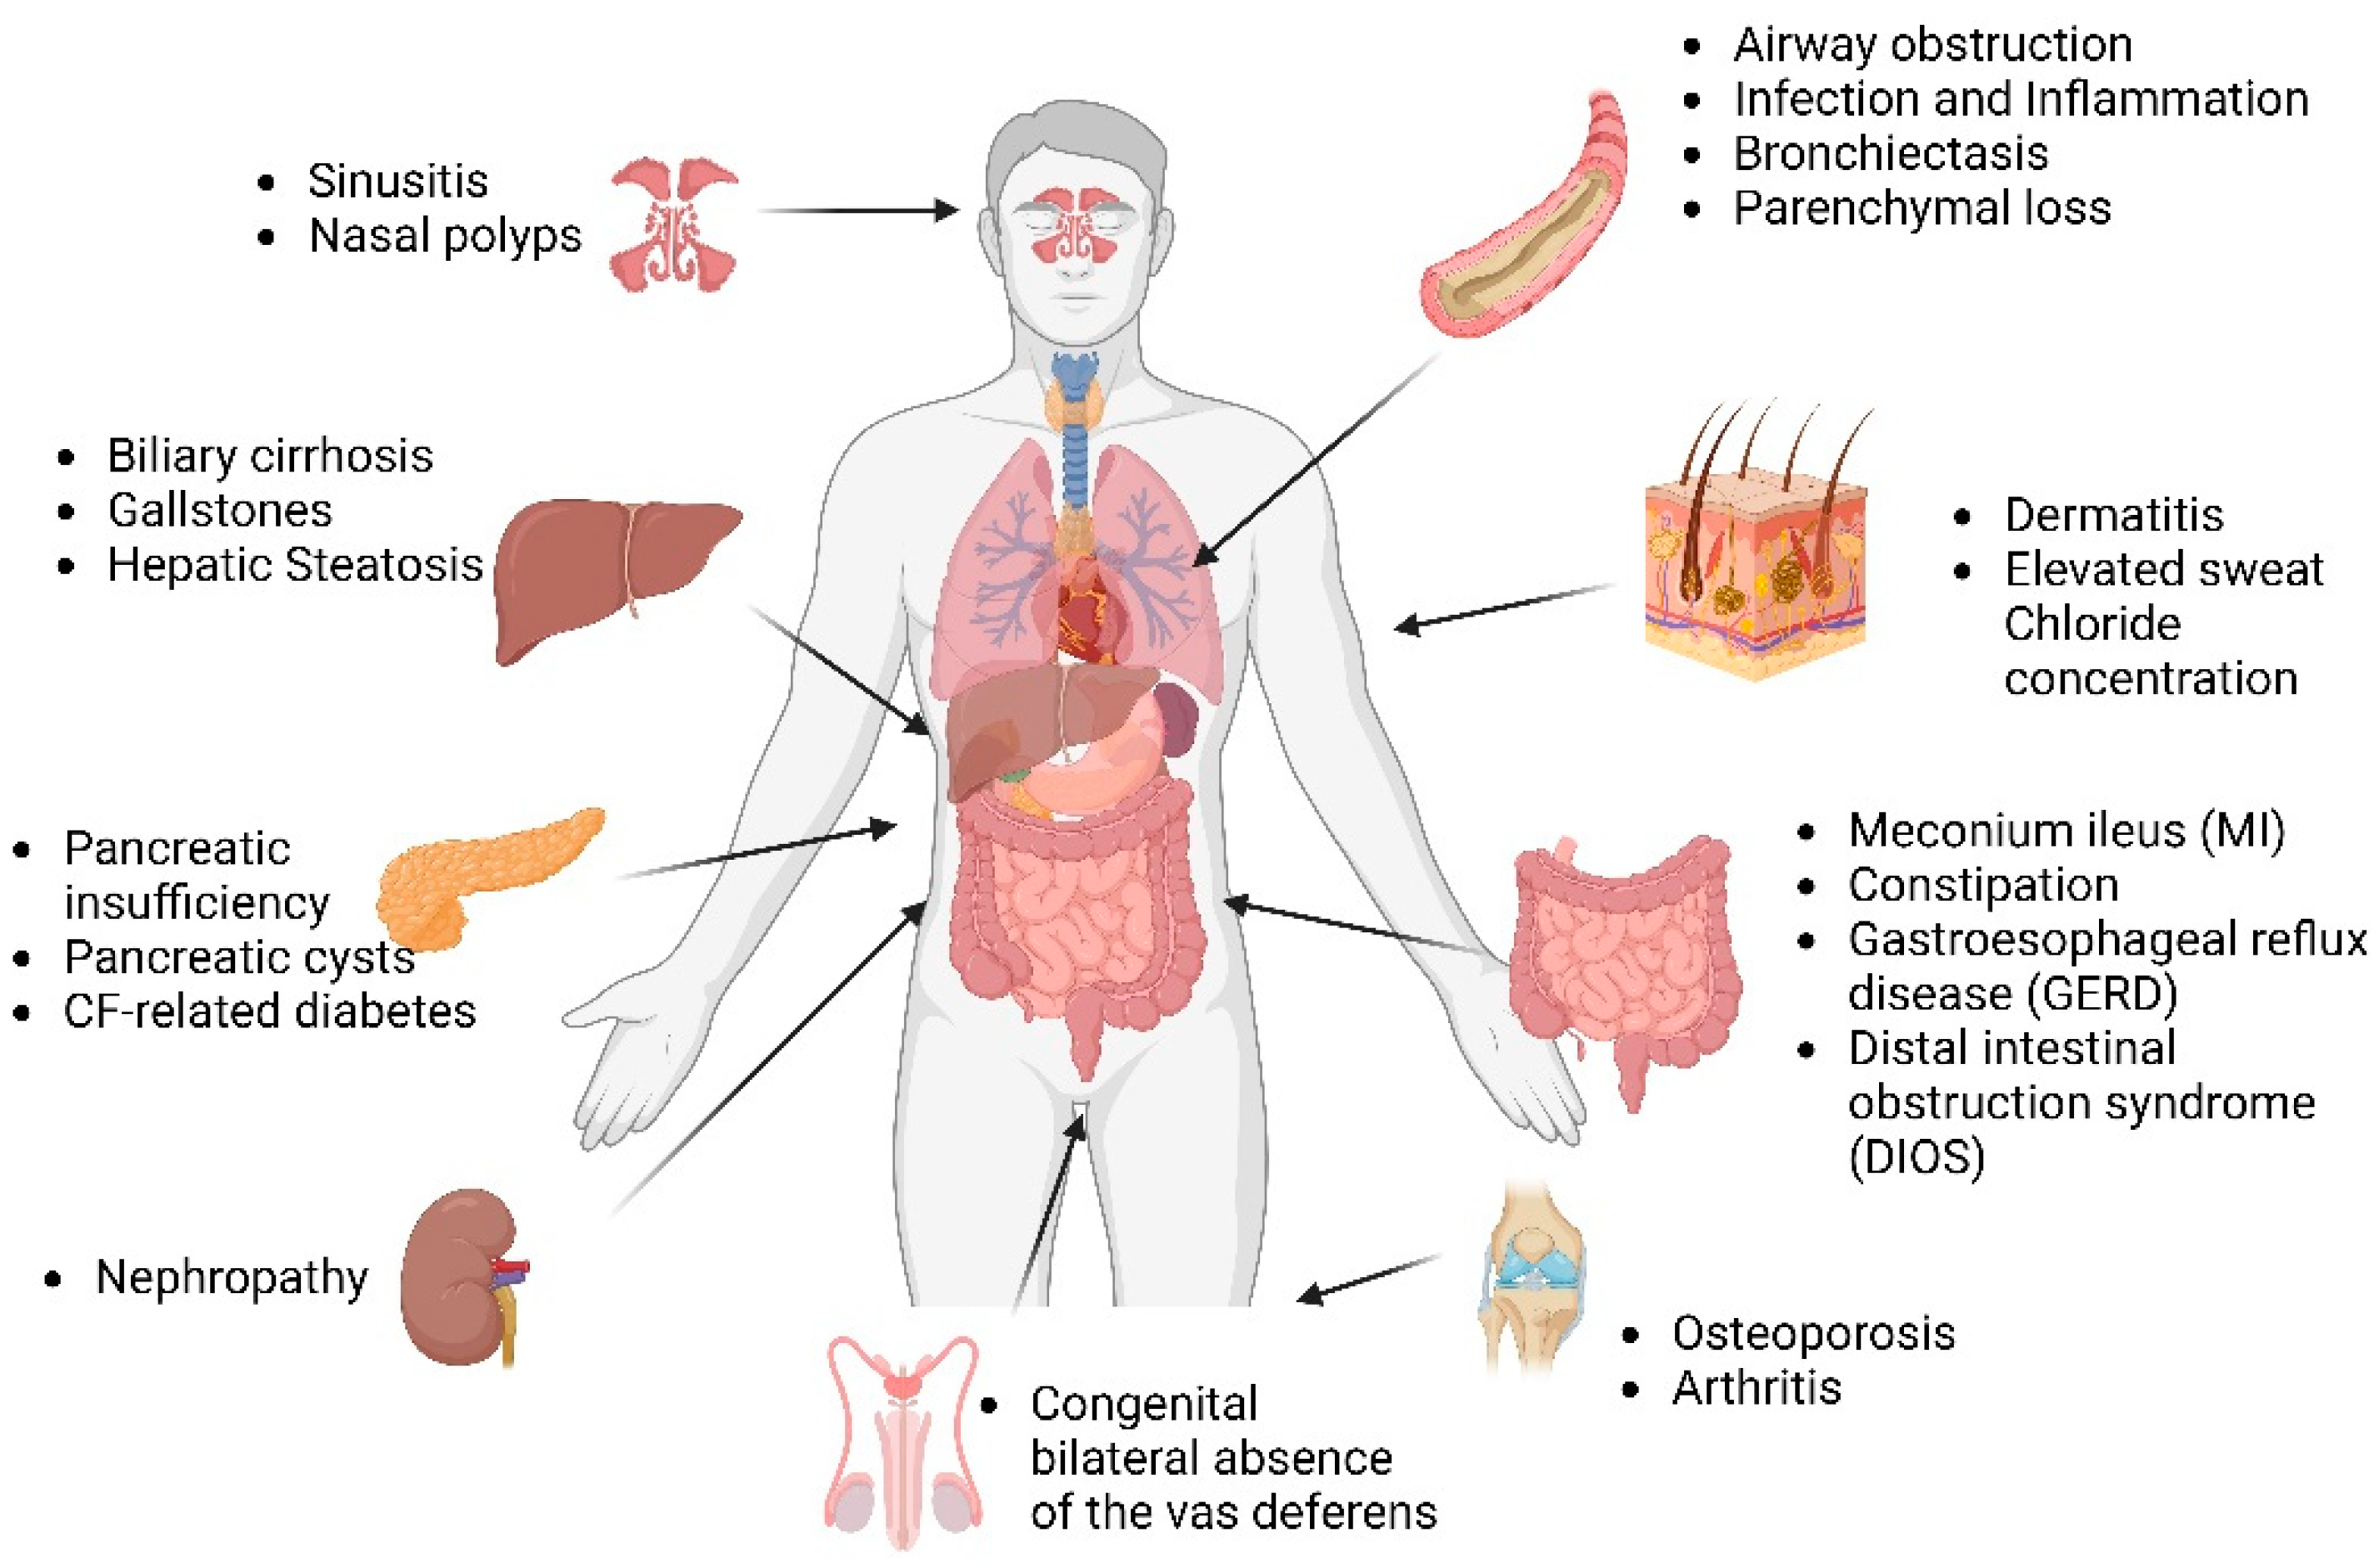 • Airway obstruction
• Infection and Inflammation
• Bronchiectasis
• Parenchymal loss
• Sinusitis
• Nasal polyps
• Biliary cirrhosis
• Gallstones
• Hepatic Steatosis
• Dermatitis
• Elevated sweat
Chloride
concentration
• Pancreatic
insufficiency
• Pancreatic cysts
• CF-related diabetes
• Meconium ileus (MI)
• Constipation
• Gastroesophageal reflux
disease (GERD)
• Distal intestinal
obstruction syndrome
(DIOS)
• Nephropathy
• Osteoporosis
• Arthritis
• Congenital
bilateral absence
of the vas deferens